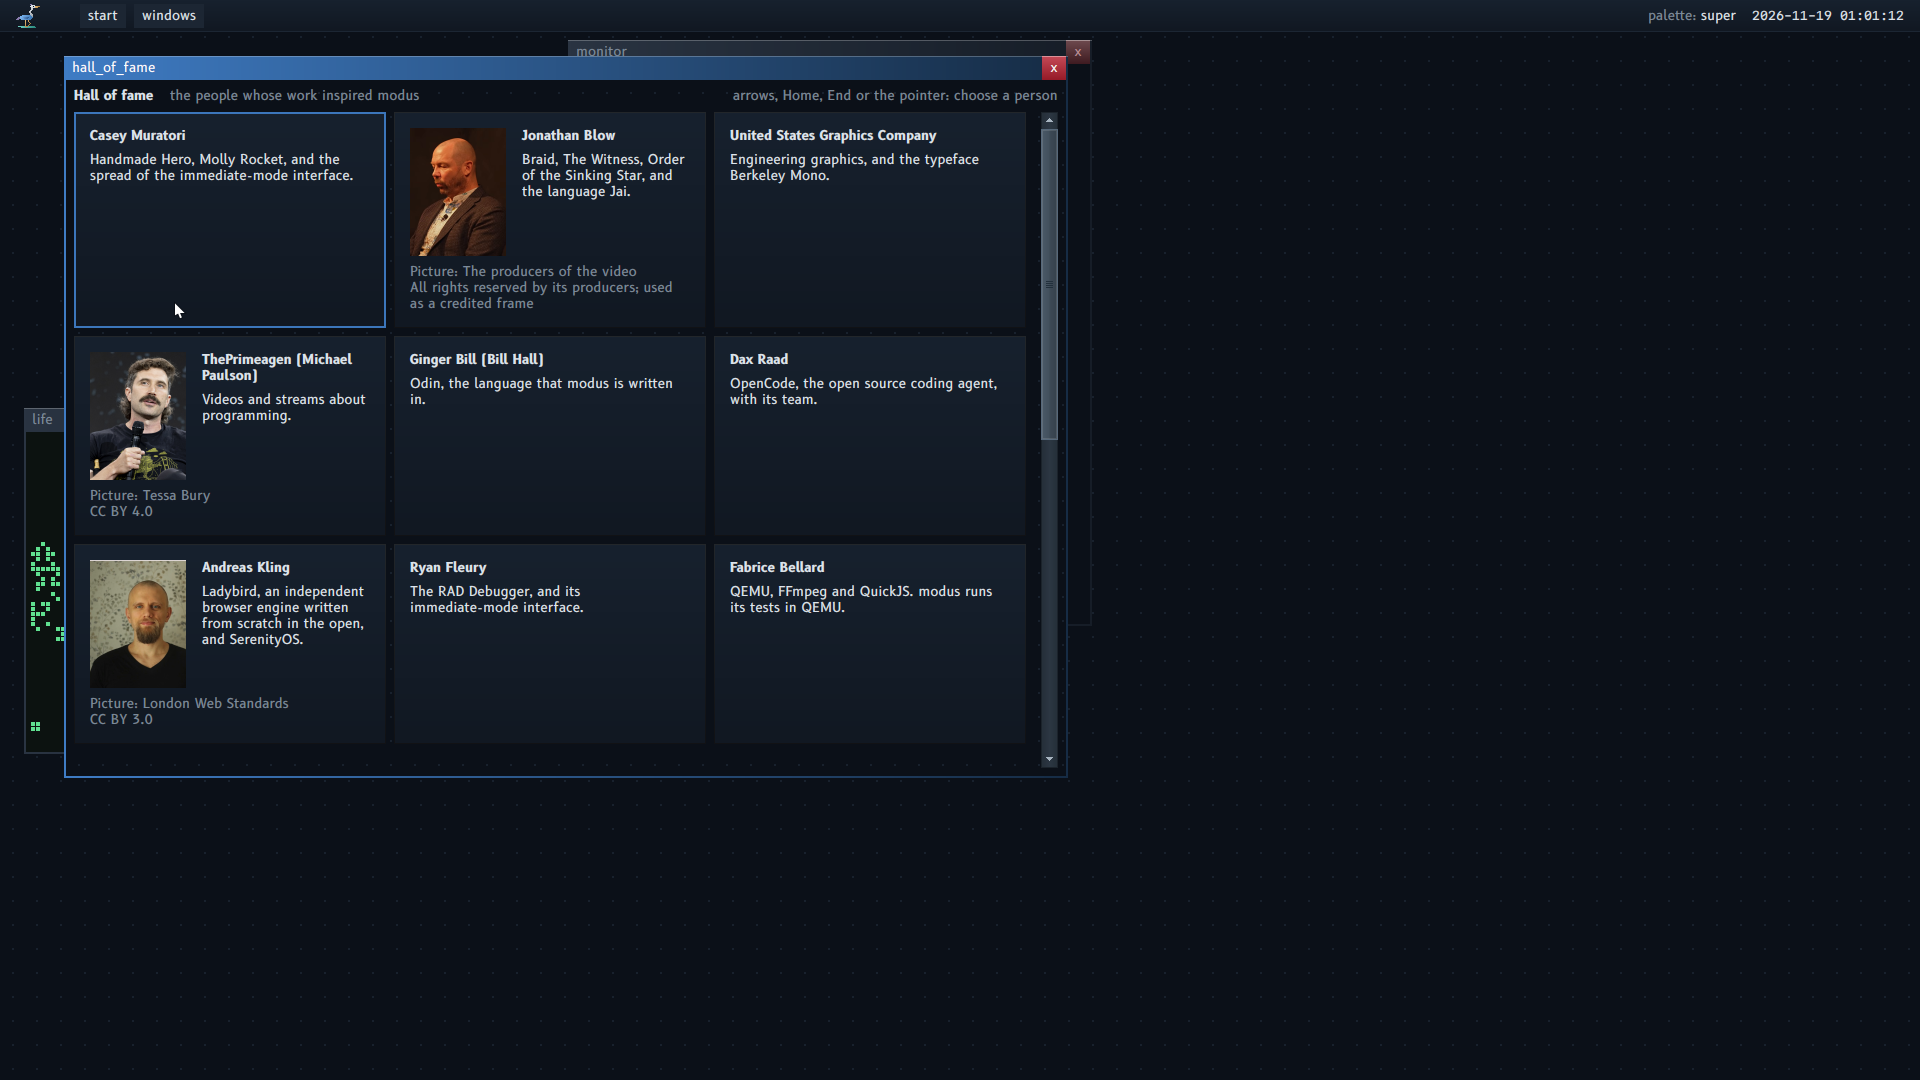 start windows palette: super 2026-11-19 01:01:12
monitor x
hall_of_fame x
Hall of fame the people whose work inspired modus arrows, Home, End or the pointer: choose a person
Casey Muratori
Handmade Hero, Molly Rocket, and the
spread of the immediate-mode interface.
Jonathan Blow
Braid, The Witness, Order
of the Sinking Star, and
the language Jai.
Picture: The producers of the video
All rights reserved by its producers; used
as a credited frame
United States Graphics Company
Engineering graphics, and the typeface
Berkeley Mono.
ThePrimeagen (Michael
Paulson)
Videos and streams about
programming.
Picture: Tessa Bury
CC BY 4.0
Ginger Bill (Bill Hall)
Odin, the language that modus is written
in.
Dax Raad
OpenCode, the open source coding agent,
with its team.
life
Andreas Kling
Ladybird, an independent
browser engine written
from scratch in the open,
and SerenityOS.
Picture: London Web Standards
CC BY 3.0
Ryan Fleury
The RAD Debugger, and its
immediate-mode interface.
Fabrice Bellard
QEMU, FFmpeg and QuickJS. modus runs
its tests in QEMU.